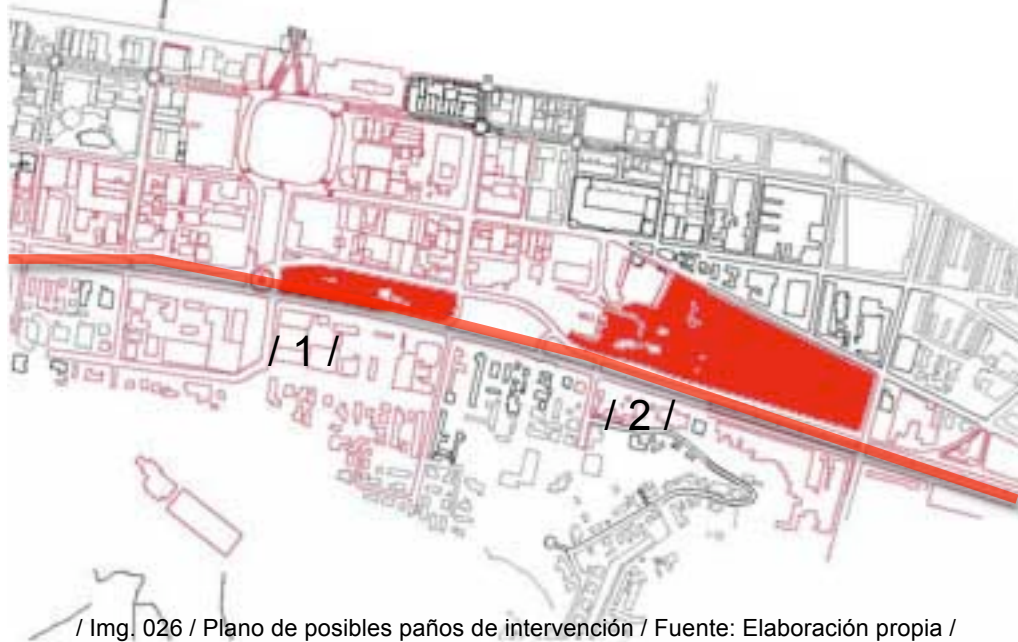 / 1 /
/ 2 /
/ Img. 026 / Plano de posibles paños de intervención / Fuente: Elaboración propia /